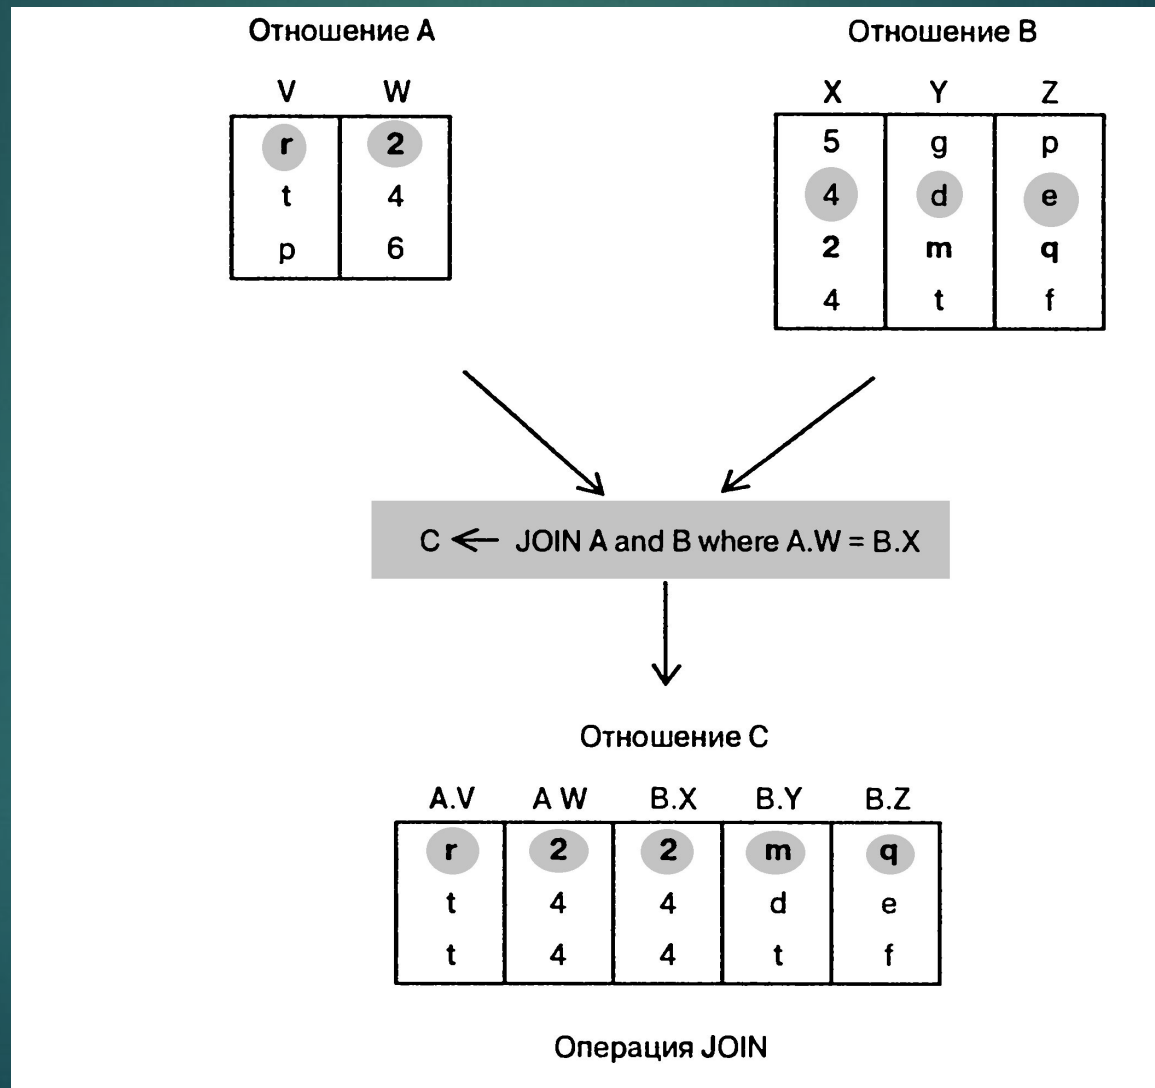 Отношение A
V W
r 2
t 4
p 6
Отношение B
X Y Z
5 g p
4 d e
2 m q
4 t f
C ← JOIN A and B where A.W = B.X
Отношение C
A.V A W B.X B.Y B.Z
r 2 2 m q
t 4 4 d e
t 4 4 t f
Операция JOIN